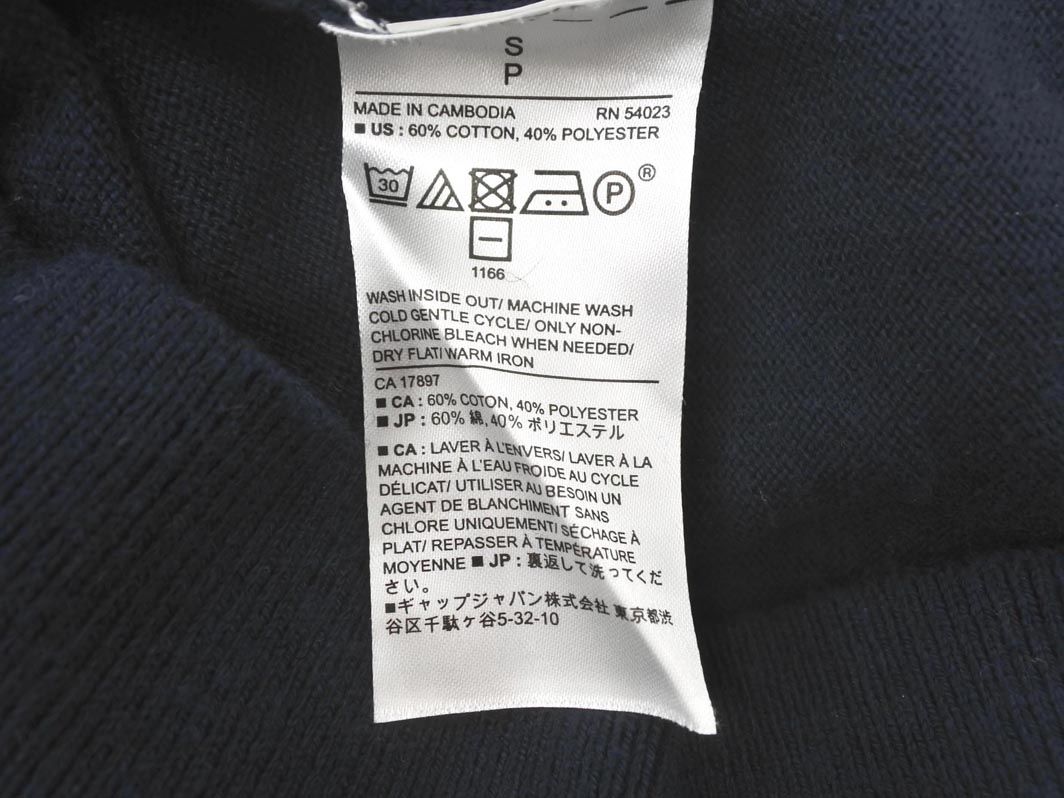 S
P
MADE IN CAMBODIA RN 54023
■ US : 60% COTTON, 40% POLYESTER
30 P ®
1166
WASH INSIDE OUT/ MACHINE WASH
COLD GENTLE CYCLE/ ONLY NON-
CHLORINE BLEACH WHEN NEEDED/
DRY FLAT/ WARM IRON
CA 17897
■ CA : 60% COTON, 40% POLYESTER
■ JP : 60% 綿, 40% ポリエステル
■ CA : LAVER À L'ENVERS/ LAVER À LA
MACHINE À L'EAU FROIDE AU CYCLE
DÉLICAT/ UTILISER AU BESOIN UN
AGENT DE BLANCHIMENT SANS
CHLORE UNIQUEMENT/ SÉCHAGE À
PLAT/ REPASSER À TEMPÉRATURE
MOYENNE ■ JP : 裏返して洗ってくだ
さい。
■ギャップジャパン株式会社 東京都渋
谷区千駄ケ谷5-32-10